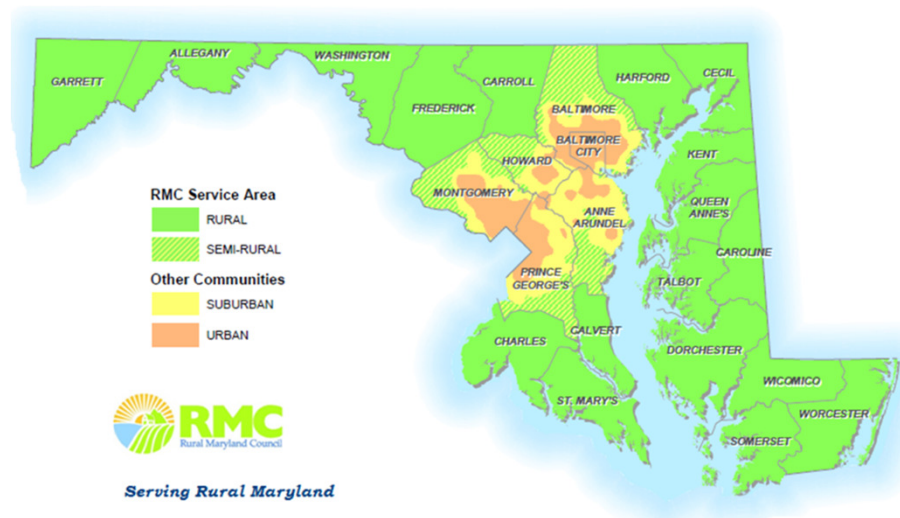 GARRETT
ALLEGANY
WASHINGTON
FREDERICK
CARROLL
BALTIMORE
HARFORD
CECIL
BALTIMORE
CITY
HOWARD
MONTGOMERY
KENT
QUEEN
ANNE'S
ANNE
ARUNDEL
CAROLINE
PRINCE
GEORGE'S
TALBOT
CALVERT
CHARLES
DORCHESTER
ST. MARY'S
WICOMICO
WORCESTER
SOMERSET
RMC Service Area
RURAL
SEMI-RURAL
Other Communities
SUBURBAN
URBAN
RMC
Rural Maryland Council
Serving Rural Maryland